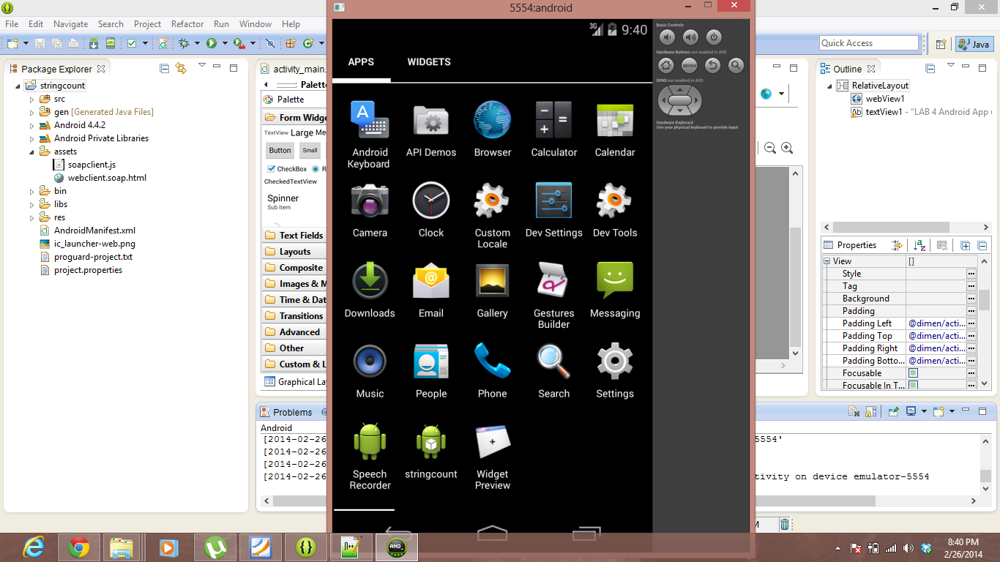 5554:android
File Edit Navigate Search Project Refactor Run Window Help
Quick Access
Java
Package Explorer
stringcount
src
gen [Generated Java Files]
Android 4.4.2
Android Private Libraries
assets
soapclient.js
webclient.soap.html
bin
libs
res
AndroidManifest.xml
ic_launcher-web.png
proguard-project.txt
project.properties
activity_main.
Palette
Palette
Form Widge
TextView Large Me
Button Small
CheckBox R
CheckedTextView
Spinner
Sub Item
Text Fields
Layouts
Composite
Images & M
Time & Dat
Transitions
Advanced
Other
Custom & L
Graphical Lay
3G 9:40
APPS WIDGETS
Android Keyboard
API Demos
Browser
Calculator
Calendar
Camera
Clock
Custom Locale
Dev Settings
Dev Tools
Downloads
Email
Gallery
Gestures Builder
Messaging
Music
People
Phone
Search
Settings
Speech Recorder
stringcount
Widget Preview
Basic Controls
Hardware Buttons not enabled in AVD
MENU
DPAD not enabled in AVD
Hardware Keyboard
Use your physical keyboard to provide input
Outline
RelativeLayout
webView1
textView1 - "LAB 4 Android App (
Properties
View []
Style
Tag
Background
Padding
Padding Left @dimen/acti...
Padding Top @dimen/acti...
Padding Right @dimen/acti...
Padding Botto... @dimen/acti...
Focusable
Focusable In T...
Problems @
Android
[2014-02-26 5554'
[2014-02-26
[2014-02-26
[2014-02-26 tivity on device emulator-5554
M
AND_
8:40 PM
2/26/2014